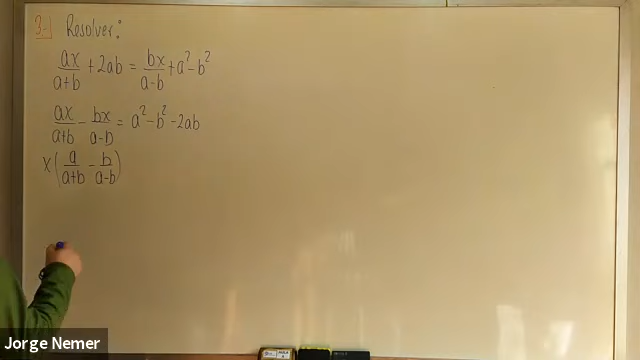 3-) Resolver:
ax/(a+b) + 2ab = bx/(a-b) + a² - b²
ax/(a+b) - bx/(a-b) = a² - b² - 2ab
x(a/(a+b) - b/(a-b))
Jorge Nemer